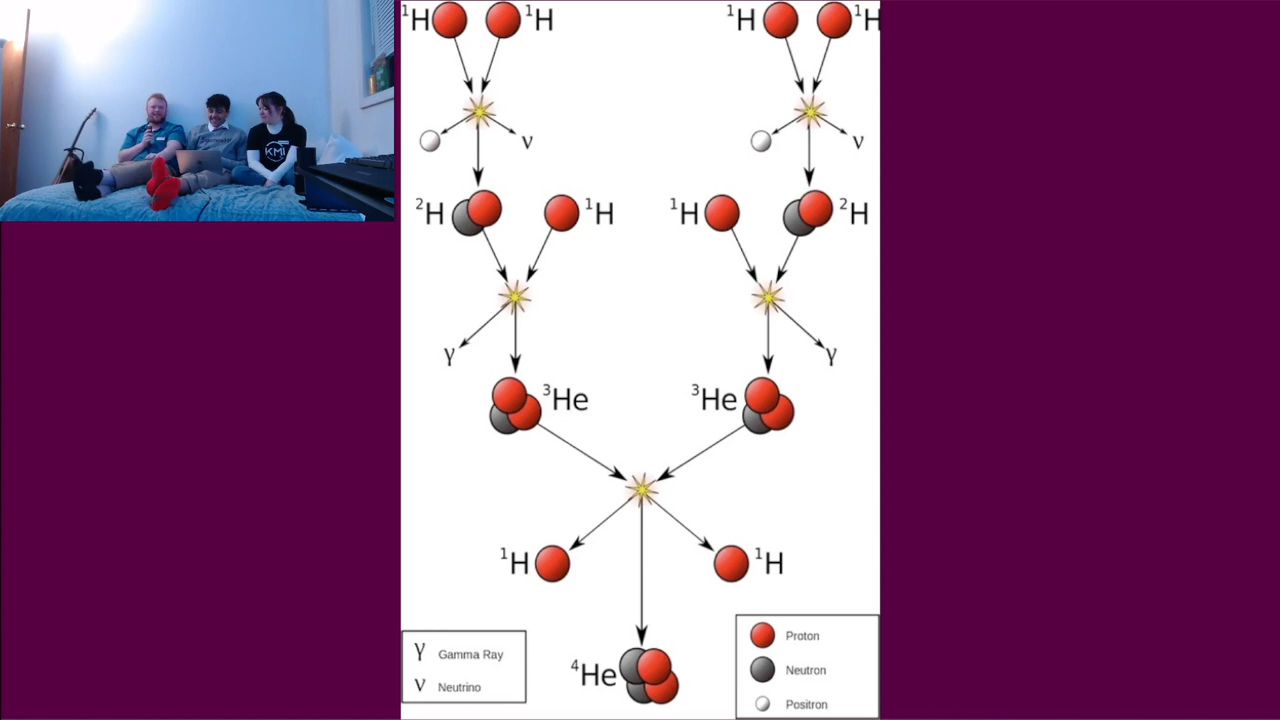 ¹H ¹H ¹H ¹H
ν ν
²H ¹H ¹H ²H
γ γ
³He ³He
¹H ¹H
⁴He
γ Gamma Ray
ν Neutrino
Proton
Neutron
Positron
KMI